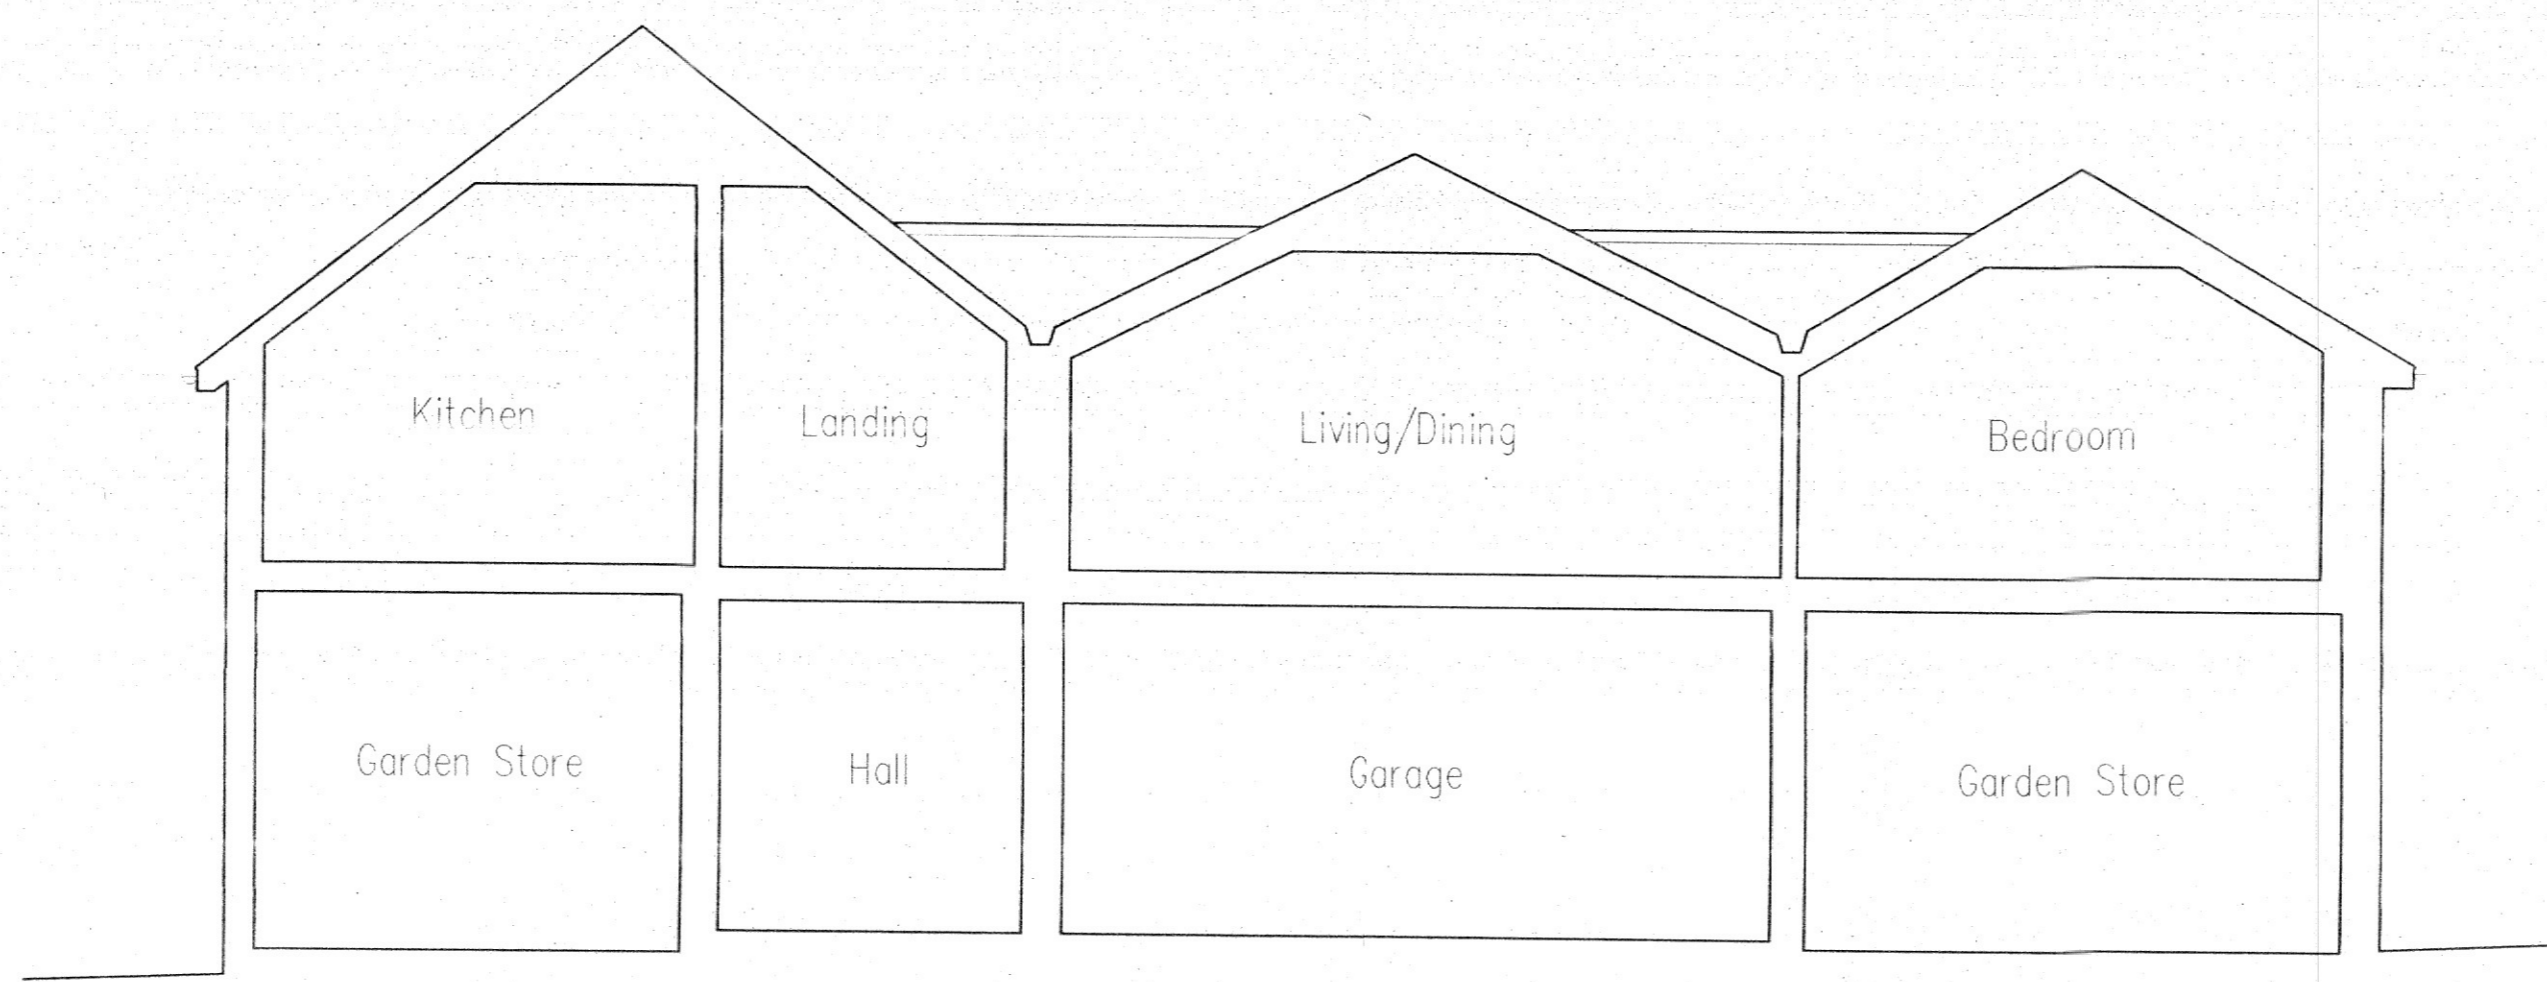 Kitchen
Landing
Living/Dining
Bedroom
Garden Store
Hall
Garage
Garden Store